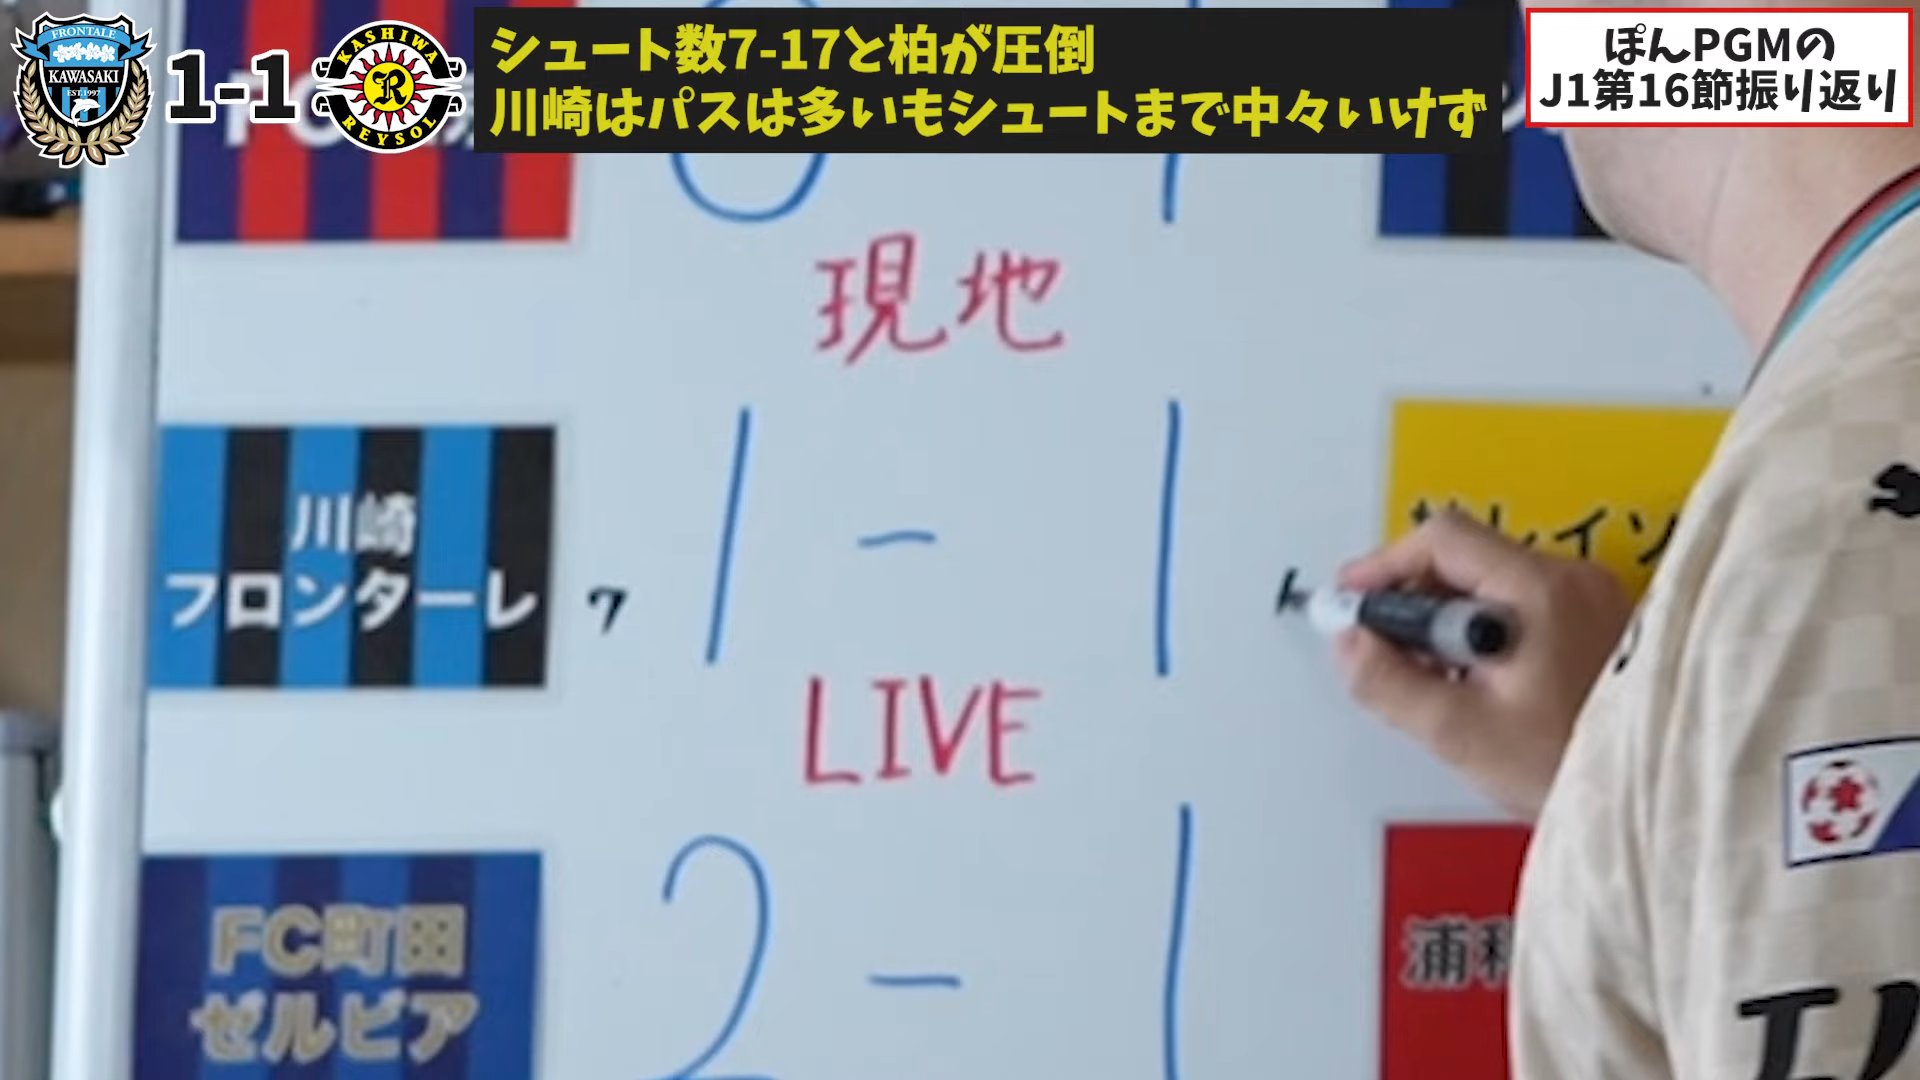 FRONTALE
KAWASAKI
EST.1997
1-1
KASHIWA
R
REYSOL
シュート数7-17と柏が圧倒
川崎はパスは多いもシュートまで中々いけず
ぽんPGMの
J1第16節振り返り
現地
川崎
フロンターレ
7
1 - 1
LIVE
FC町田
ゼルビア
2 - 1